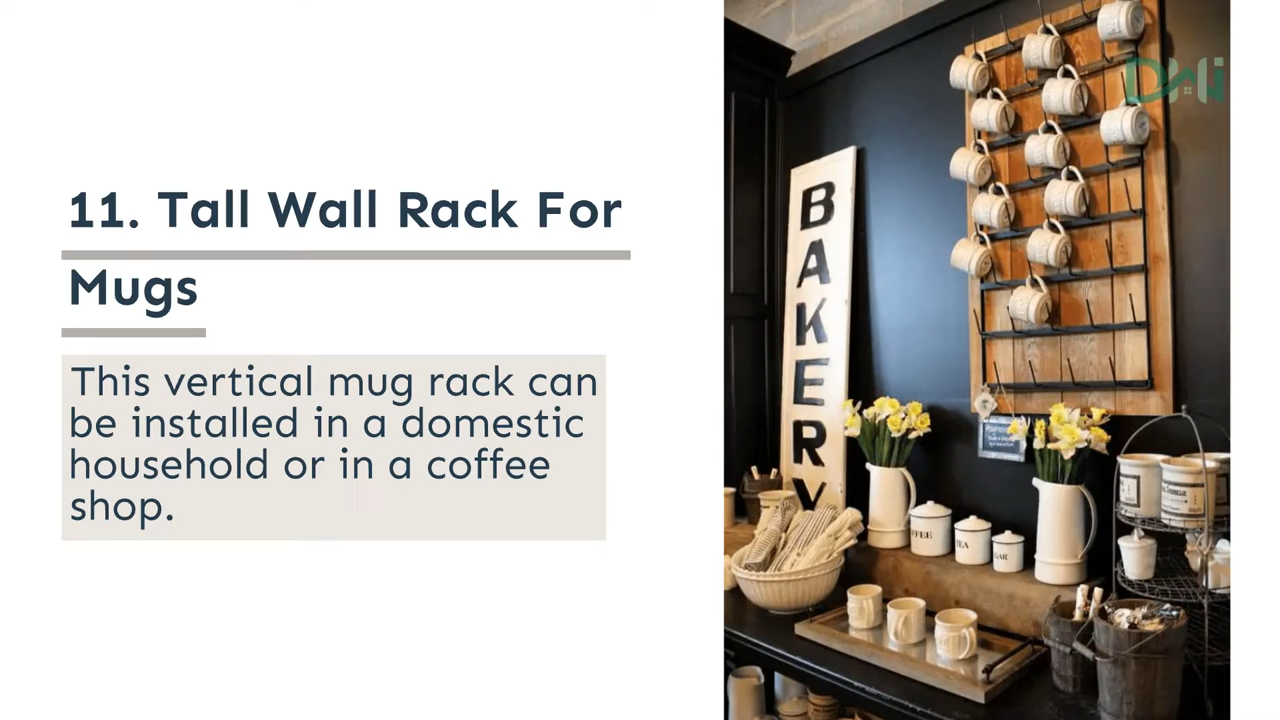 11. Tall Wall Rack For
Mugs
This vertical mug rack can
be installed in a domestic
household or in a coffee
shop.
DHI
BAKERY
TEA